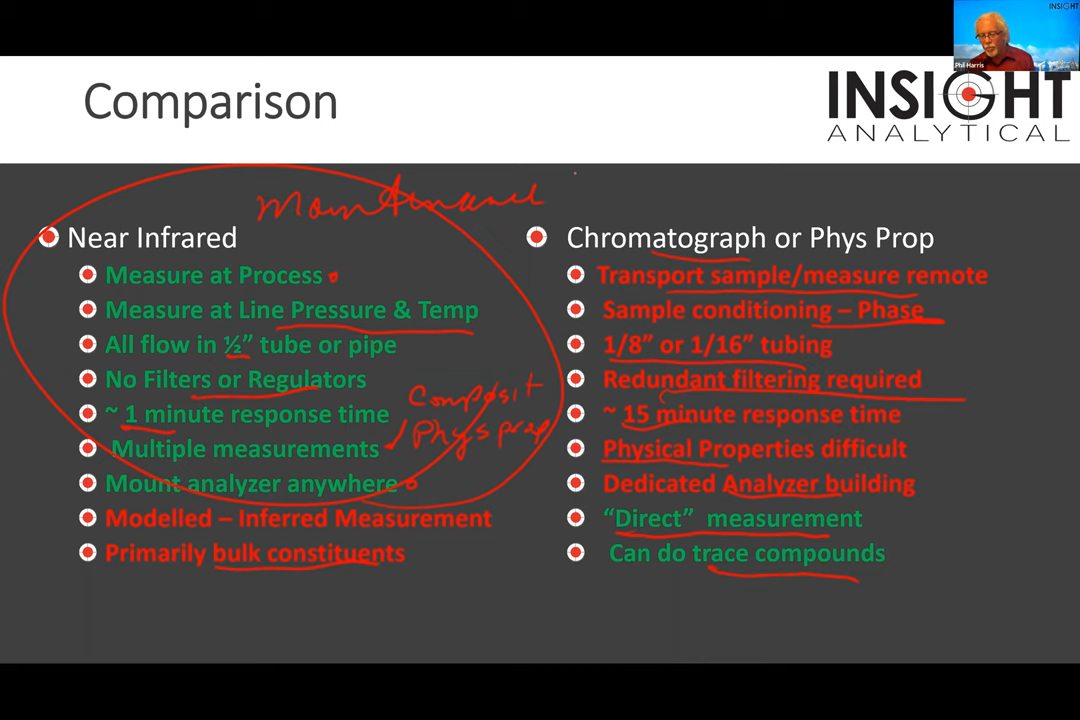 INSIGHT
Phil Harris
Comparison
INSIGHT
ANALYTICAL
Maintenance
Near Infrared
Measure at Process
Measure at Line Pressure & Temp
All flow in ½” tube or pipe
No Filters or Regulators
~ 1 minute response time
Composit
Phys prop
Multiple measurements
Mount analyzer anywhere
Modelled – Inferred Measurement
Primarily bulk constituents
Chromatograph or Phys Prop
Transport sample/measure remote
Sample conditioning – Phase
1/8” or 1/16” tubing
Redundant filtering required
~ 15 minute response time
Physical Properties difficult
Dedicated Analyzer building
“Direct” measurement
Can do trace compounds